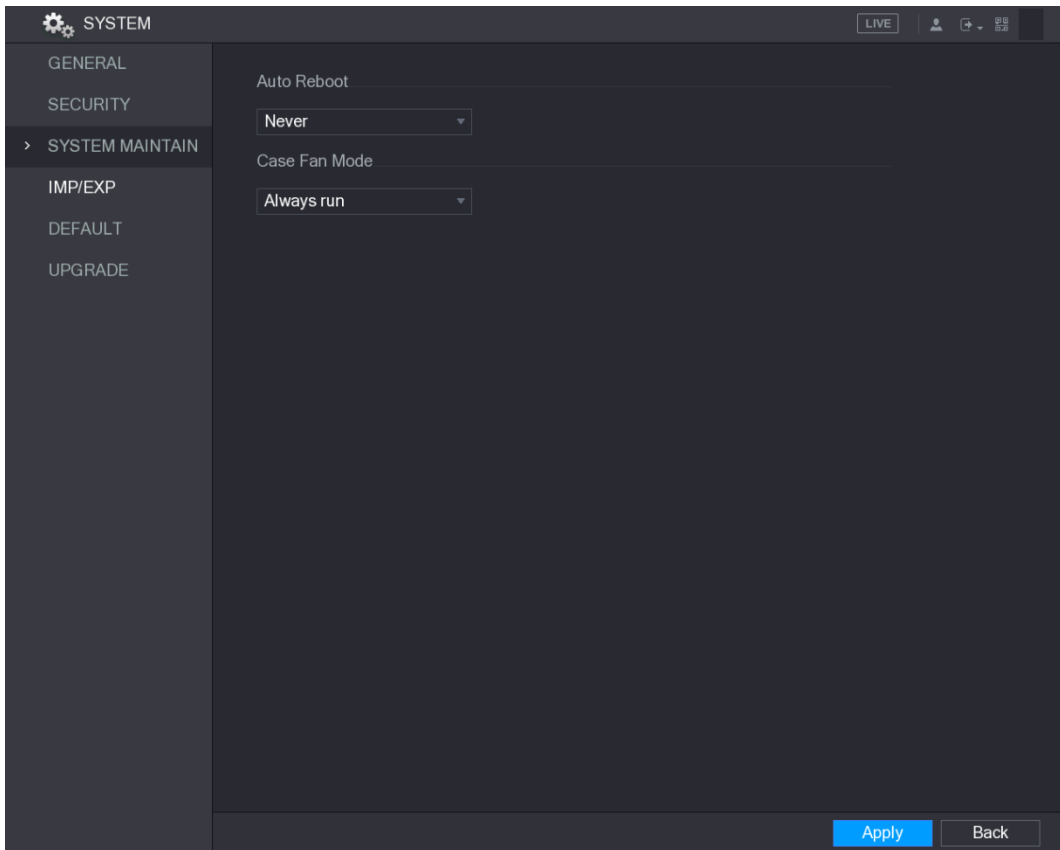 SYSTEM
LIVE
GENERAL
SECURITY
SYSTEM MAINTAIN
IMP/EXP
DEFAULT
UPGRADE
Auto Reboot
Never
Case Fan Mode
Always run
Apply
Back